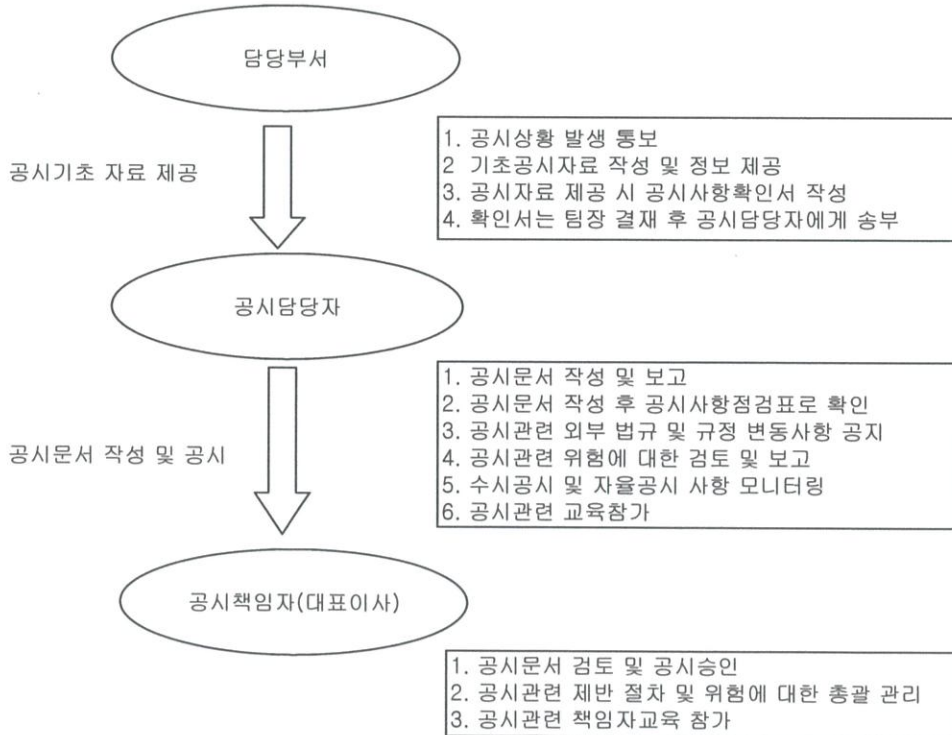 담당부서
공시기초 자료 제공
1. 공시상황 발생 통보
2 기초공시자료 작성 및 정보 제공
3. 공시자료 제공 시 공시사항확인서 작성
4. 확인서는 팀장 결재 후 공시담당자에게 송부
공시담당자
공시문서 작성 및 공시
1. 공시문서 작성 및 보고
2. 공시문서 작성 후 공시사항점검표로 확인
3. 공시관련 외부 법규 및 규정 변동사항 공지
4. 공시관련 위험에 대한 검토 및 보고
5. 수시공시 및 자율공시 사항 모니터링
6. 공시관련 교육참가
공시책임자(대표이사)
1. 공시문서 검토 및 공시승인
2. 공시관련 제반 절차 및 위험에 대한 총괄 관리
3. 공시관련 책임자교육 참가